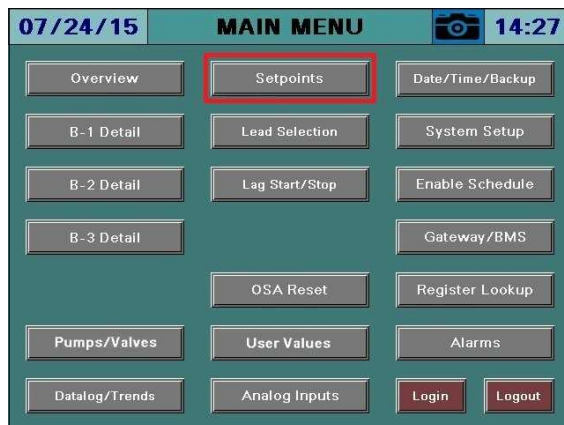 07/24/15 MAIN MENU 14:27
Overview Setpoints Date/Time/Backup
B-1 Detail Lead Selection System Setup
B-2 Detail Lag Start/Stop Enable Schedule
B-3 Detail Gateway/BMS
OSA Reset Register Lookup
Pumps/Valves User Values Alarms
Datalog/Trends Analog Inputs Login Logout